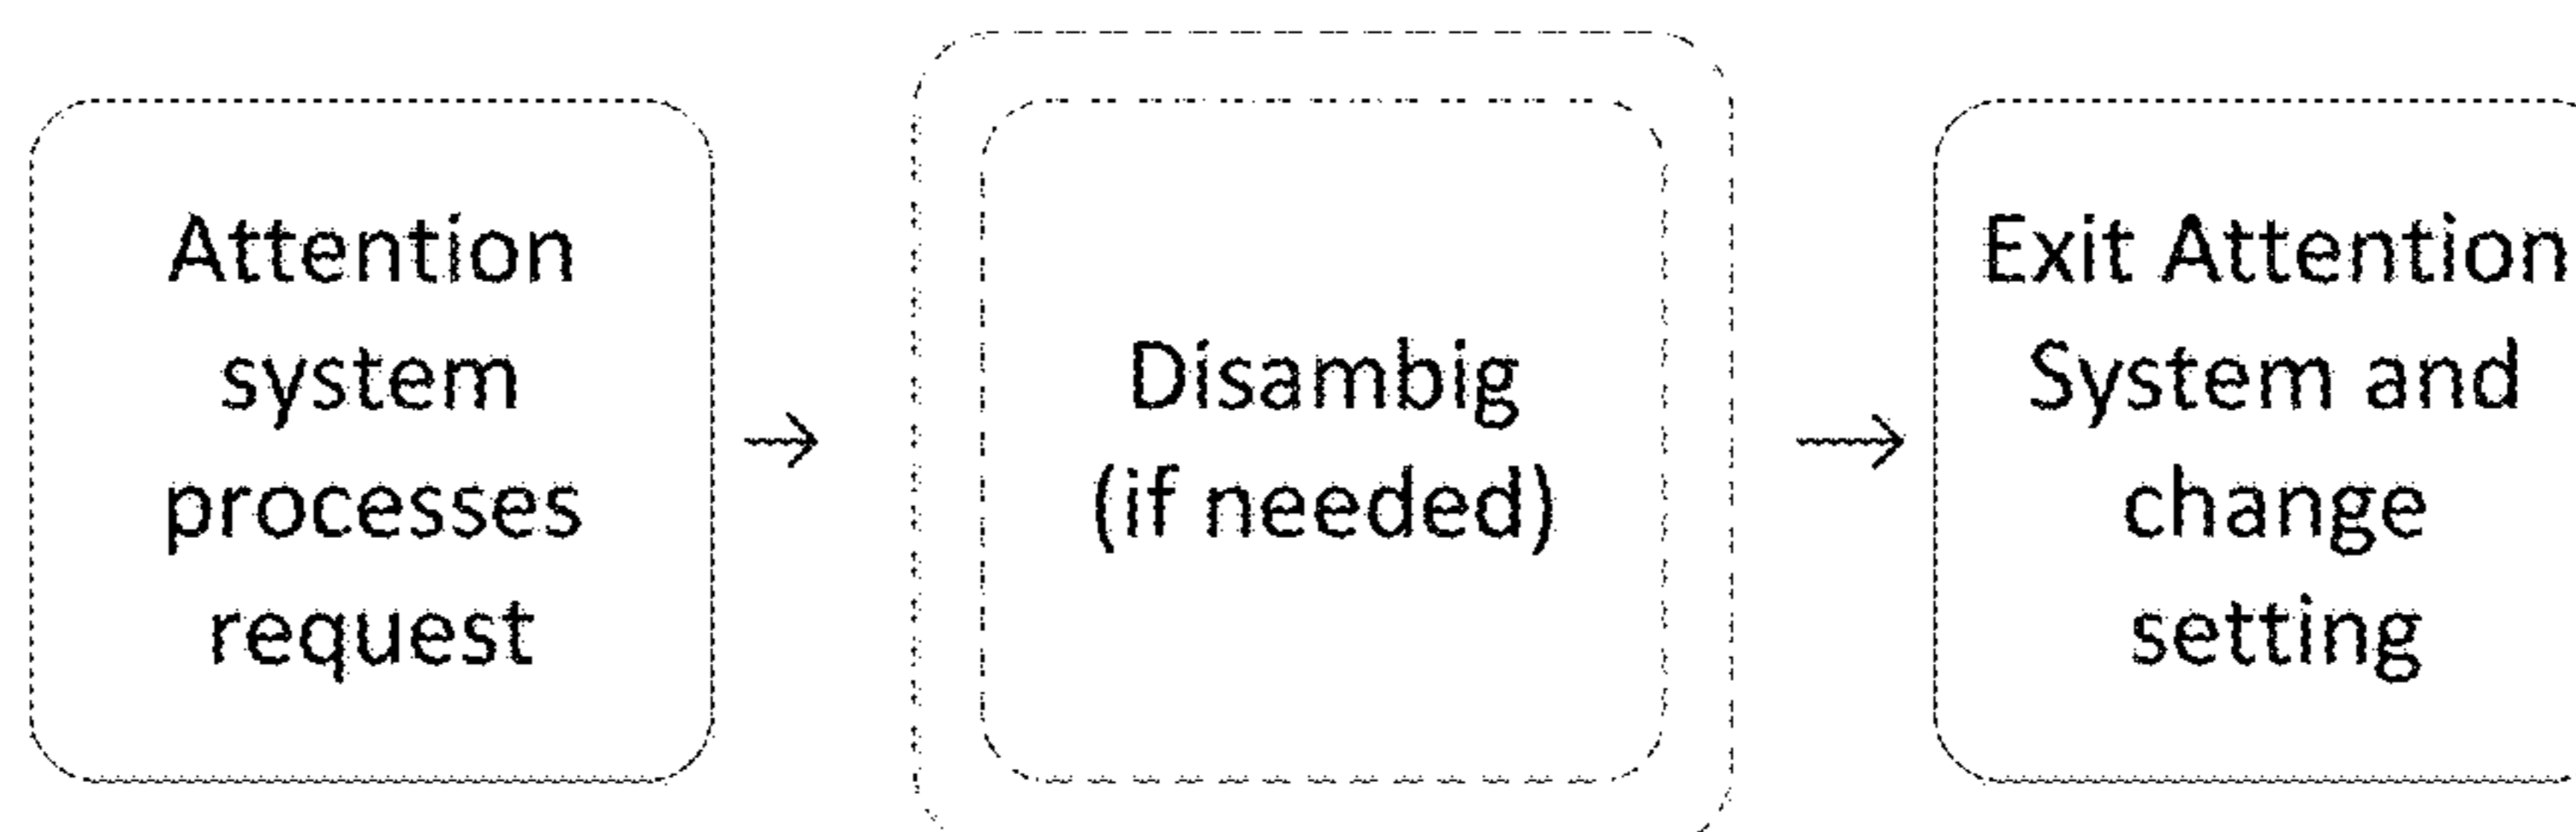 Attention
system
processes
request
→
Disambig
(if needed)
→
Exit Attention
System and
change
setting